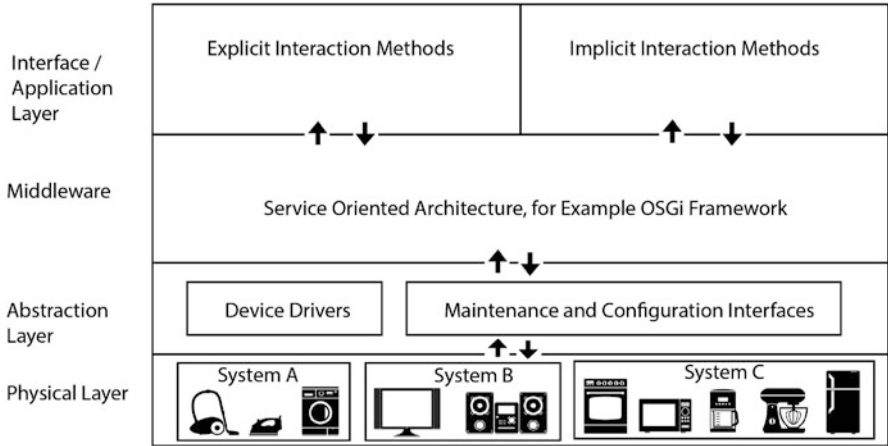 Interface /
Application
Layer
Explicit Interaction Methods
Implicit Interaction Methods
Middleware
Service Oriented Architecture, for Example OSGi Framework
Abstraction
Layer
Device Drivers
Maintenance and Configuration Interfaces
Physical Layer
System A
System B
System C